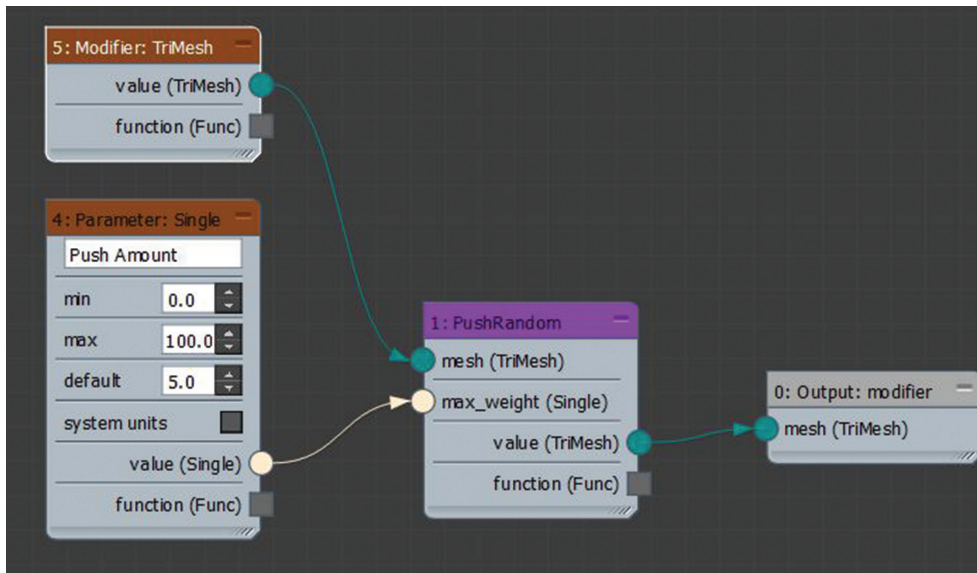 5: Modifier: TriMesh
value (TriMesh)
function (Func)
4: Parameter: Single
Push Amount
min 0.0
max 100.0
default 5.0
system units
value (Single)
function (Func)
1: PushRandom
mesh (TriMesh)
max_weight (Single)
value (TriMesh)
function (Func)
0: Output: modifier
mesh (TriMesh)